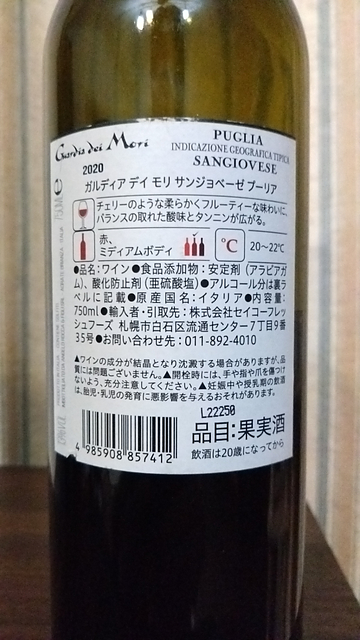 Guardia dei Mori
PUGLIA
INDICAZIONE GEOGRAFICA TIPICA
SANGIOVESE
2020
ガルディア デイ モリ サンジョベーゼ プーリア
チェリーのような柔らかくフルーティーな味わいに、
バランスの取れた酸味とタンニンが広がる。
赤、
ミディアムボディ
℃
20～22℃
●品名：ワイン●食品添加物：安定剤（アラビアガ
ム）、酸化防止剤（亜硫酸塩）●アルコール分は裏ラ
ベルに記載●原産国名：イタリア●内容量：
750ml●輸入者・引取先：株式会社セイコーフレッ
シュフーズ 札幌市白石区流通センター7丁目9番
35号●お問い合わせ先：011-892-4010
▲ワインの成分が結晶となり沈澱する場合がありますが、品
質には問題ございません。▲開栓時には、手や指や爪を傷つけ
ないよう、充分注意してください。▲妊娠中や授乳期の飲酒
は、胎児・乳児の発育に悪影響を与えるおそれがあります。
L22250
4 985908 857412
品目：果実酒
飲酒は20歳になってから